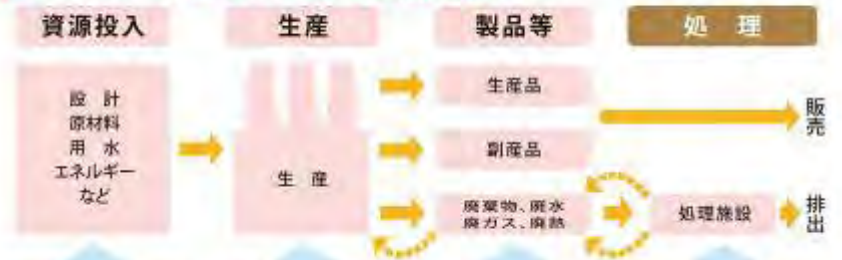 資源投入
生産
製品等
処 理
設 計
原材料
用 水
エネルギー
など
生 産
生産品
副産品
廃棄物、廃水
廃ガス、廃熱
処理施設
販売
排出